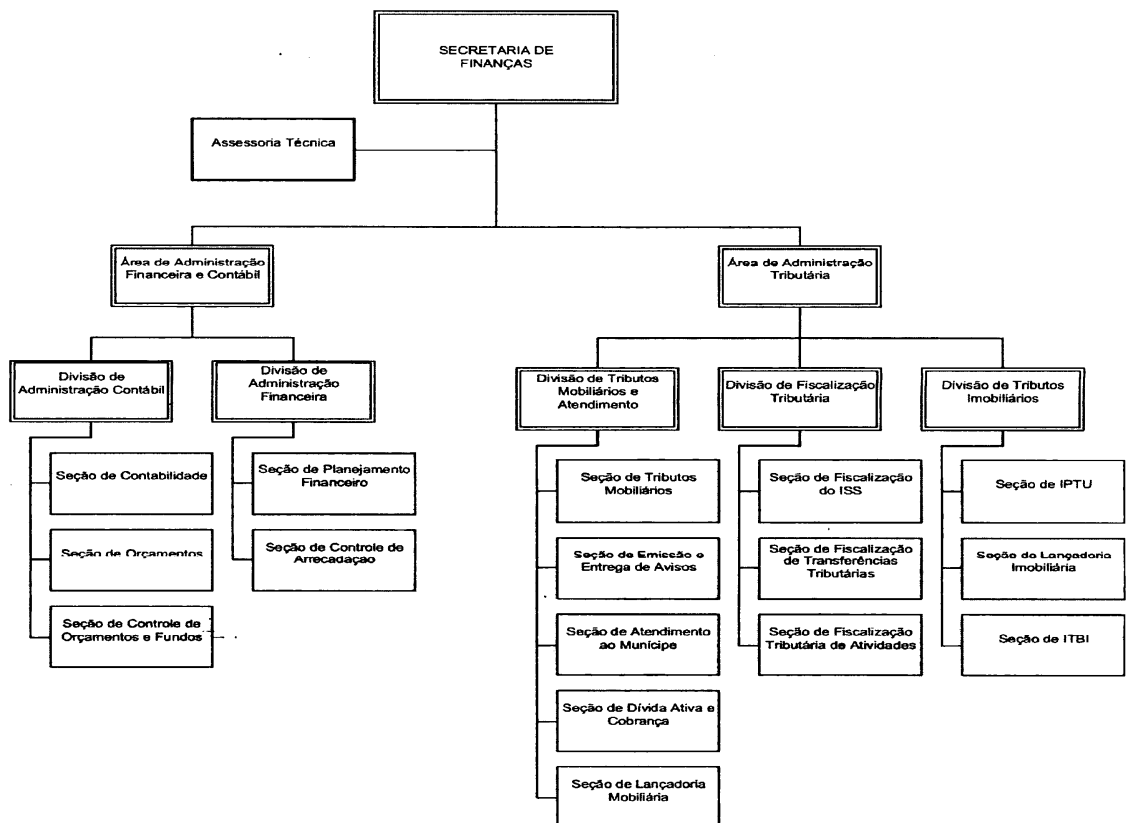 SECRETARIA DE
FINANÇAS
Assessoria Técnica
Área de Administração
Financeira e Contábil
Área de Administração
Tributária
Divisão de
Administração Contábil
Divisão de
Administração
Financeira
Divisão de Tributos
Mobiliários e
Atendimento
Divisão de Fiscalização
Tributária
Divisão de Tributos
Imobiliários
Seção de Contabilidade
Seção de Orçamentos
Seção de Controle de
Orçamentos e Fundos
Seção de Planejamento
Financeiro
Seção de Controle de
Arrecadação
Seção de Tributos
Mobiliários
Seção de Emissão e
Entrega de Avisos
Seção de Atendimento
ao Munícipe
Seção de Dívida Ativa e
Cobrança
Seção de Lançadoria
Mobiliária
Seção de Fiscalização
do ISS
Seção de Fiscalização
de Transferências
Tributárias
Seção de Fiscalização
Tributária de Atividades
Seção de IPTU
Seção de Lançadoria
Imobiliária
Seção de ITBI